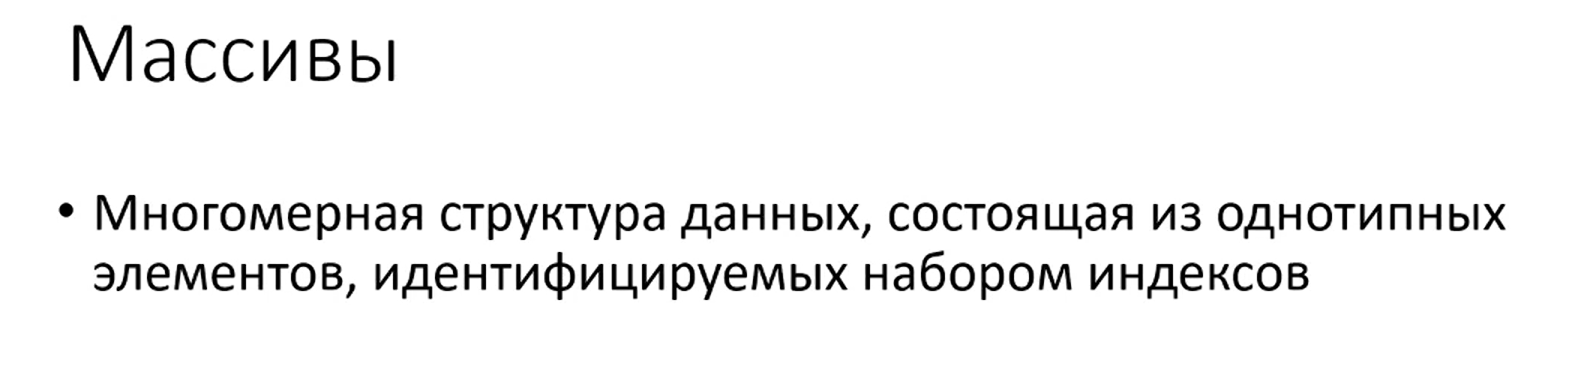 Массивы
• Многомерная структура данных, состоящая из однотипных
элементов, идентифицируемых набором индексов